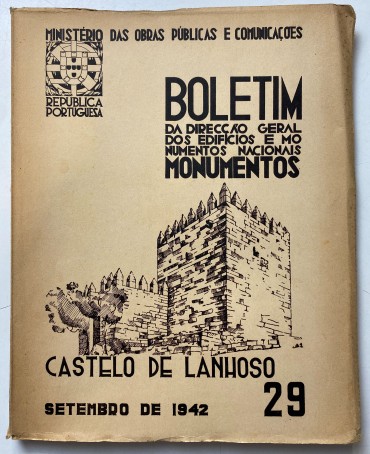 MINISTÉRIO DAS OBRAS PÚBLICAS E COMUNICAÇÕES
REPÚBLICA
PORTUGUESA
BOLETIM
DA DIRECÇÃO GERAL
DOS EDIFÍCIOS E MO
NUMENTOS NACIONAIS
MONUMENTOS
CASTELO DE LANHOSO
SETEMBRO DE 1942
29